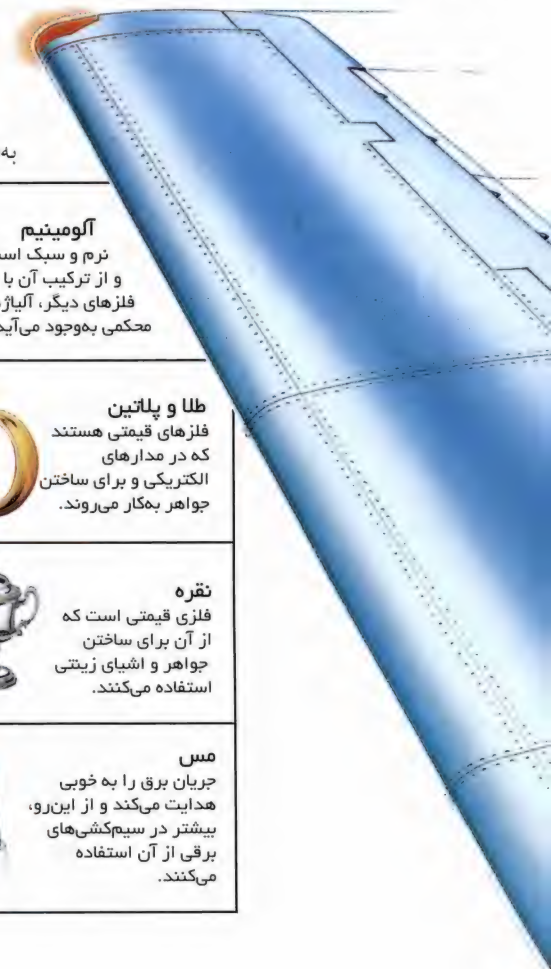 به
آلومینیم
نرم و سبک اس
و از ترکیب آن با
فلزهای دیگر، آلیاژ
محکمی به‌وجود می‌آید
طلا و پلاتین
فلزهای قیمتی هستند
که در مدارهای
الکتریکی و برای ساختن
جواهر به‌کار می‌روند.
نقره
فلزی قیمتی است که
از آن برای ساختن
جواهر و اشیای زینتی
استفاده می‌کنند.
مس
جریان برق را به خوبی
هدایت می‌کند و از این‌رو،
بیشتر در سیم‌کشی‌های
برقی از آن استفاده
می‌کنند.